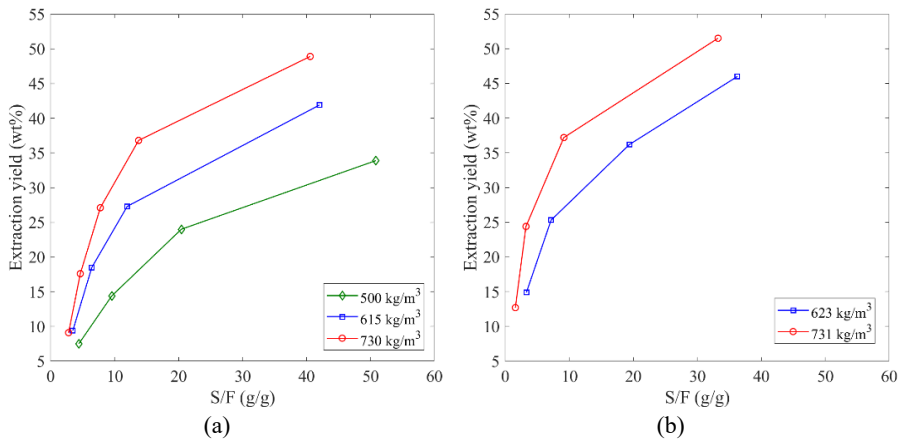 55
50
45
40
35
30
25
20
15
10
5
Extraction yield (wt%)
500 kg/m³
615 kg/m³
730 kg/m³
0 10 20 30 40 50 60
S/F (g/g)
(a)
55
50
45
40
35
30
25
20
15
10
5
Extraction yield (wt%)
623 kg/m³
731 kg/m³
0 10 20 30 40 50 60
S/F (g/g)
(b)